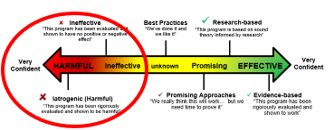 Ineffective
"This program has been evaluated and
shown to have no positive or negative
effect"
Best Practices
"We've done it and
we like it"
Research-based
"This program is based on sound
theory informed by research"
Very
Confident
HARMFUL
Ineffective
unknown
Promising
EFFECTIVE
Very
Confident
Iatrogenic (Harmful)
"This program has been rigorously
evaluated and shown to be harmful"
Promising Approaches
"We really think this will work... but we
need time to prove it"
Evidence-based
"This program has been
rigorously evaluated and
shown to work"